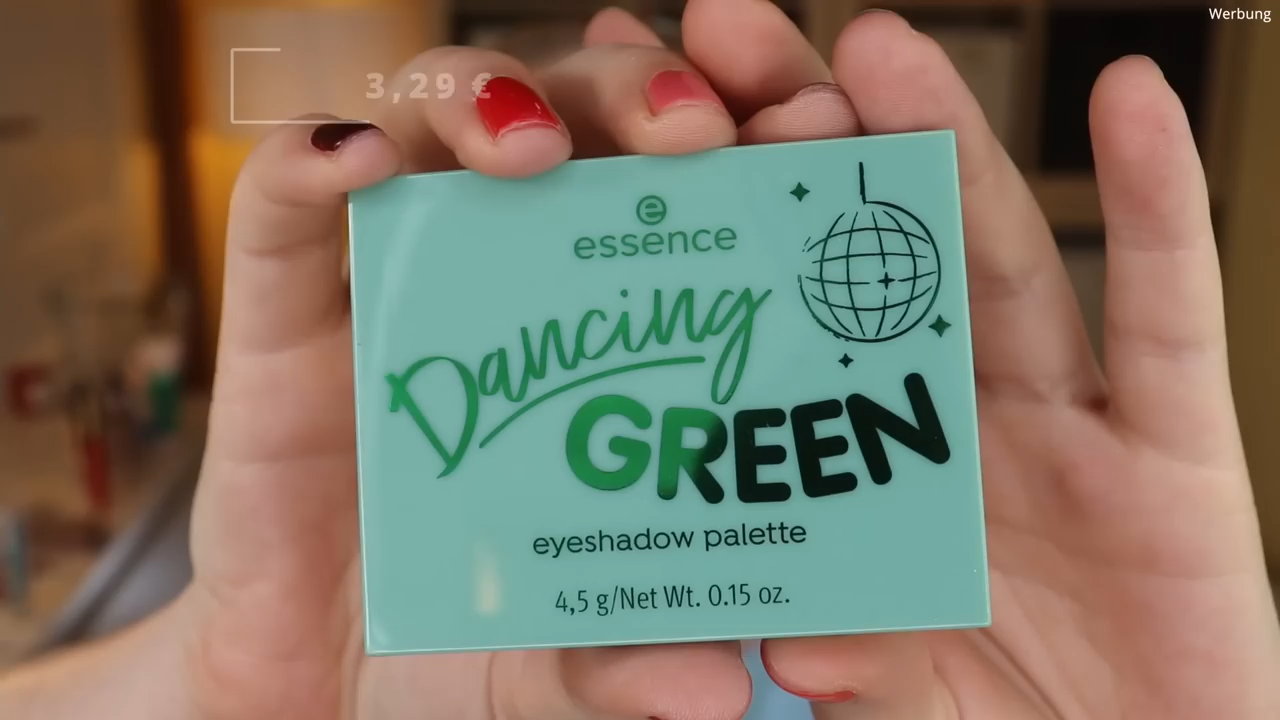 Werbung
3,29 €
e
essence
Dancing
GREEN
eyeshadow palette
4,5 g/Net Wt. 0.15 oz.